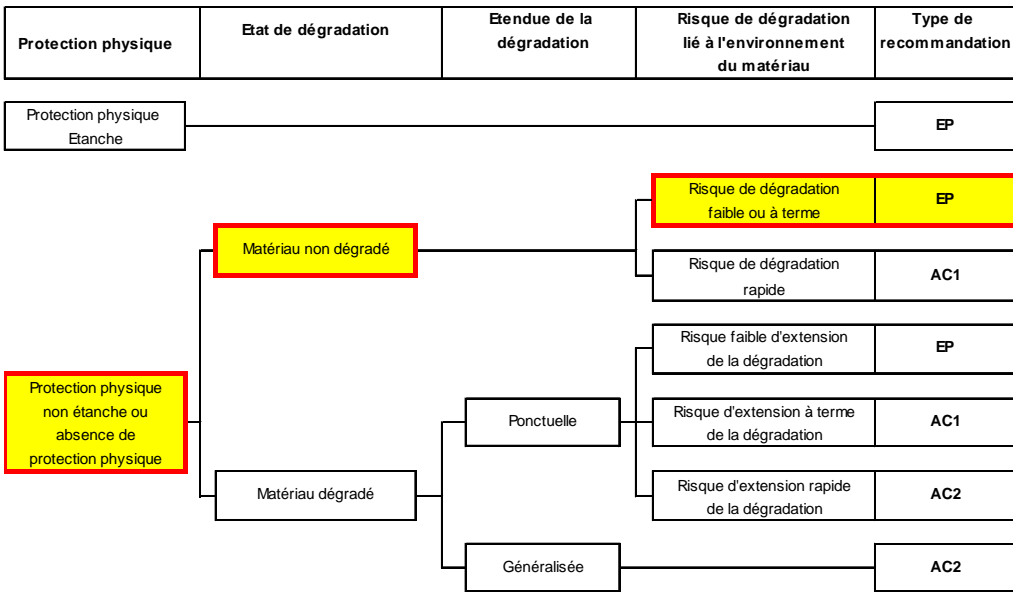 Protection physique
Etat de dégradation
Etendue de la
dégradation
Risque de dégradation
lié à l'environnement
du matériau
Type de
recommandation
Protection physique
Etanche
EP
Risque de dégradation
faible ou à terme
EP
Matériau non dégradé
Risque de dégradation
rapide
AC1
Risque faible d'extension
de la dégradation
EP
Protection physique
non étanche ou
absence de
protection physique
Ponctuelle
Risque d'extension à terme
de la dégradation
AC1
Matériau dégradé
Risque d'extension rapide
de la dégradation
AC2
Généralisée
AC2